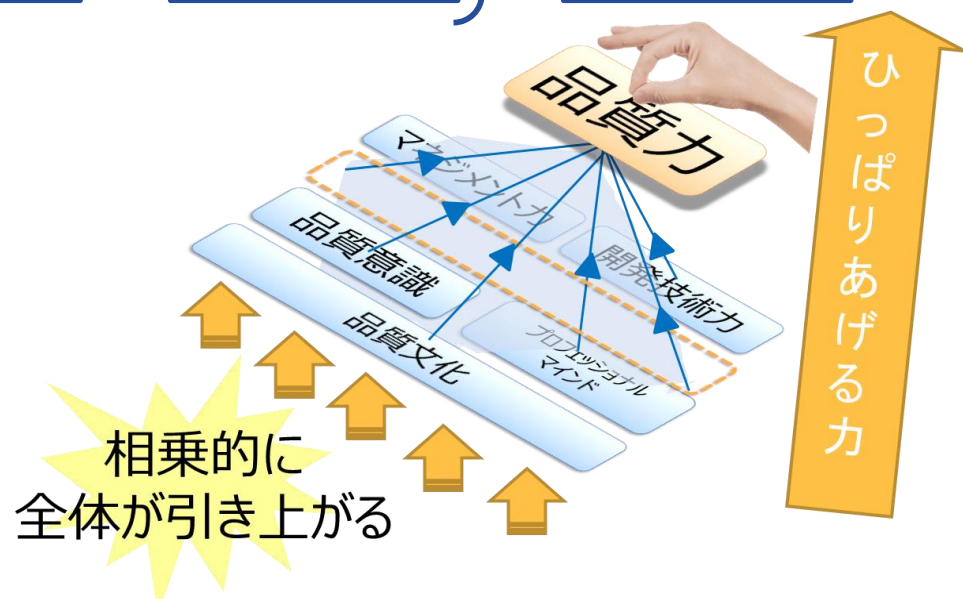 品質力
マネジメント力
開発技術力
品質意識
プロフェッショナル
マインド
品質文化
ひっぱりあげる力
相乗的に
全体が引き上がる